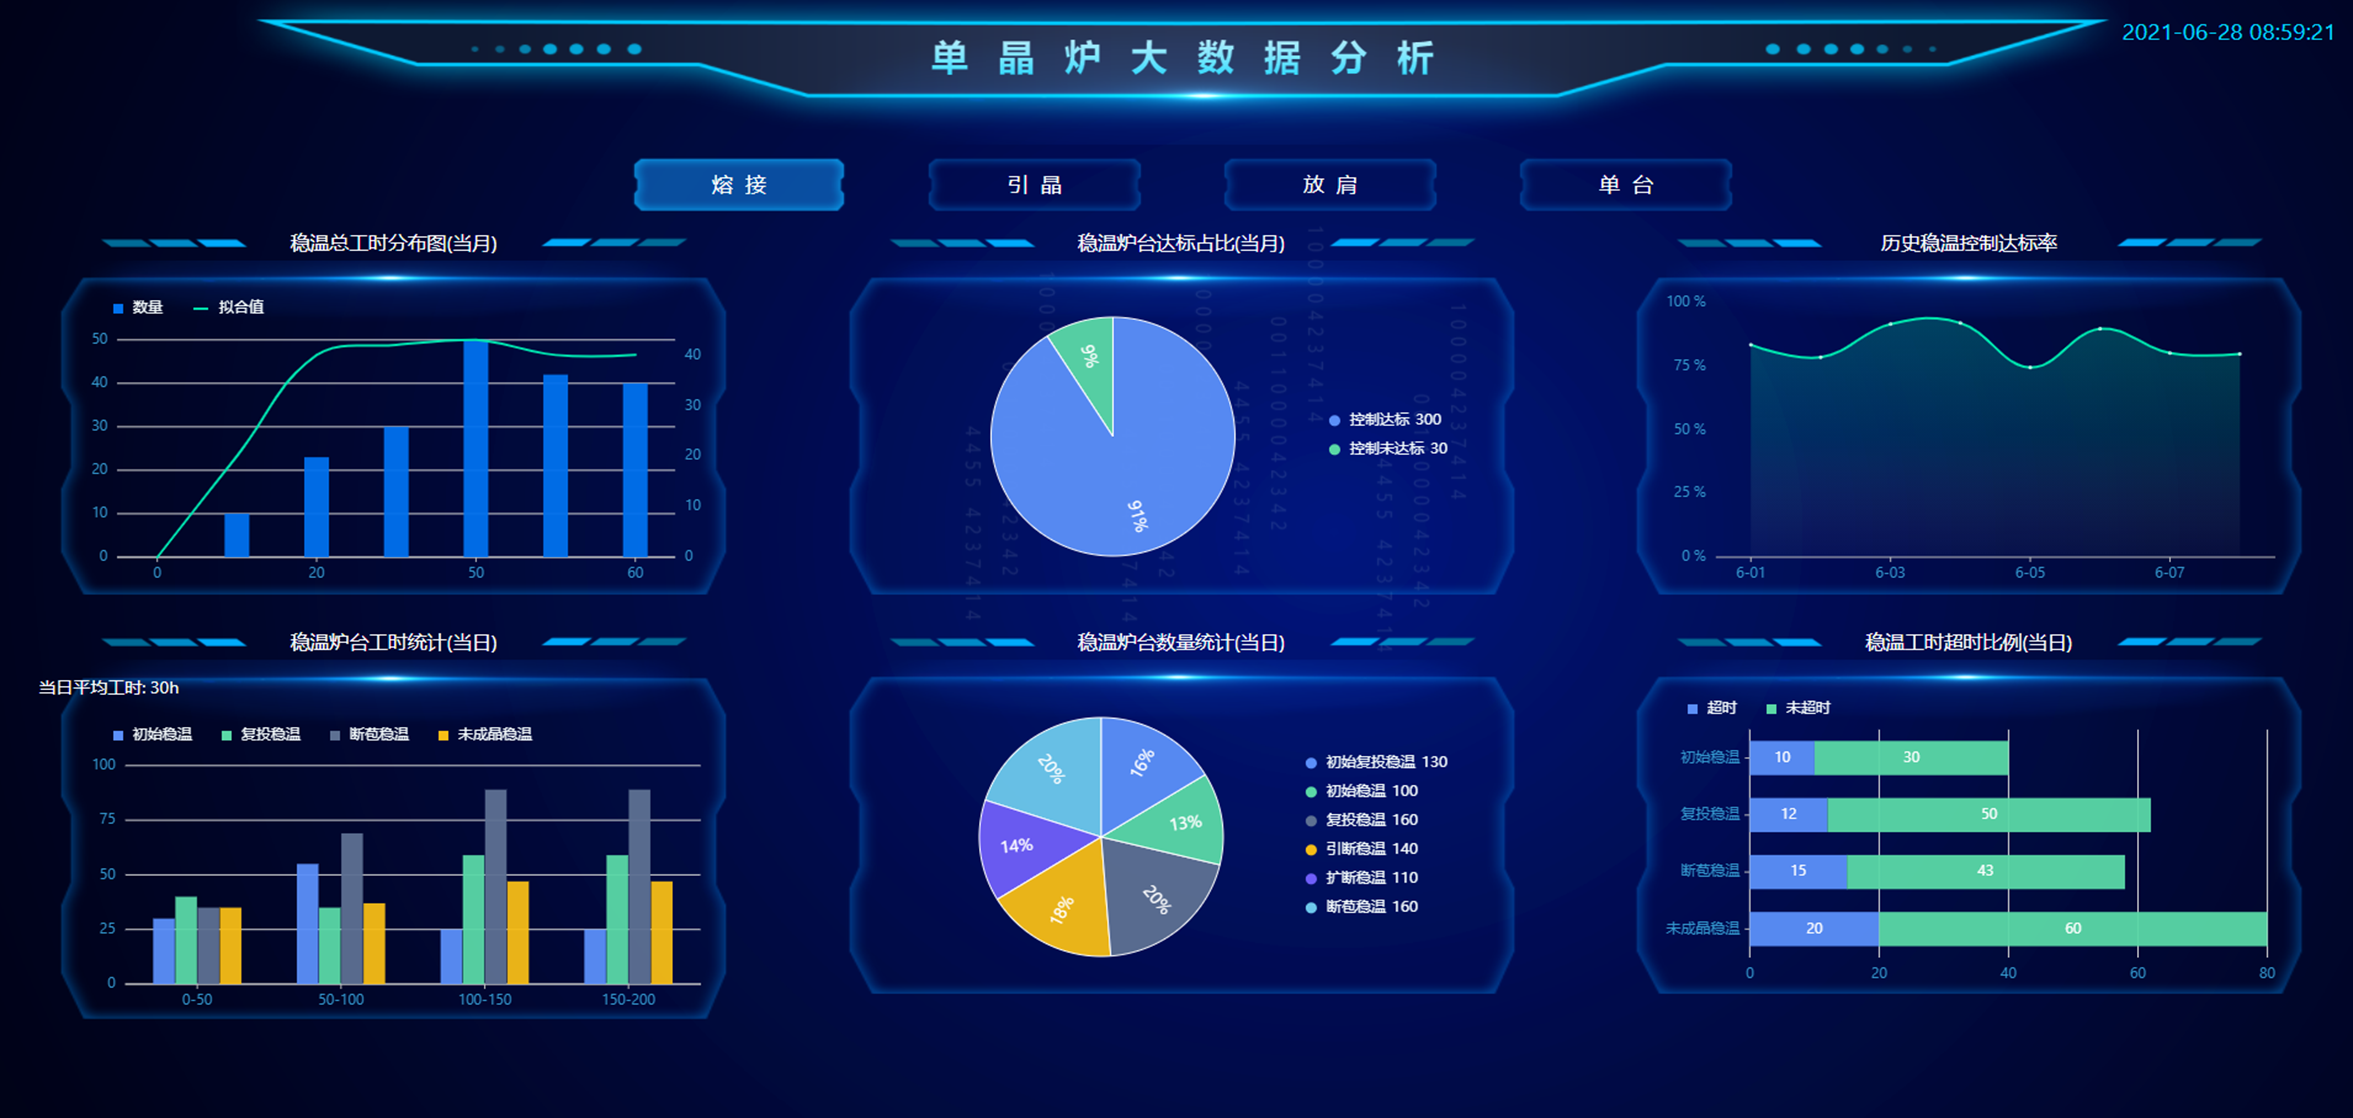 单晶炉大数据分析
2021-06-28 08:59:21
熔接
引晶
放肩
单台
稳温总工时分布图(当月)
数量
拟合值
50
40
30
20
10
0
40
30
20
10
0
0
20
50
60
稳温炉台达标占比(当月)
9%
91%
控制达标 300
控制未达标 30
历史稳温控制达标率
100 %
75 %
50 %
25 %
0 %
6-01
6-03
6-05
6-07
稳温炉台工时统计(当日)
当日平均工时: 30h
初始稳温
复投稳温
断苞稳温
未成晶稳温
100
75
50
25
0
0-50
50-100
100-150
150-200
稳温炉台数量统计(当日)
16%
13%
20%
18%
14%
20%
初始复投稳温 130
初始稳温 100
复投稳温 160
引断稳温 140
扩断稳温 110
断苞稳温 160
稳温工时超时比例(当日)
超时
未超时
初始稳温
10
30
复投稳温
12
50
断苞稳温
15
43
未成晶稳温
20
60
0
20
40
60
80